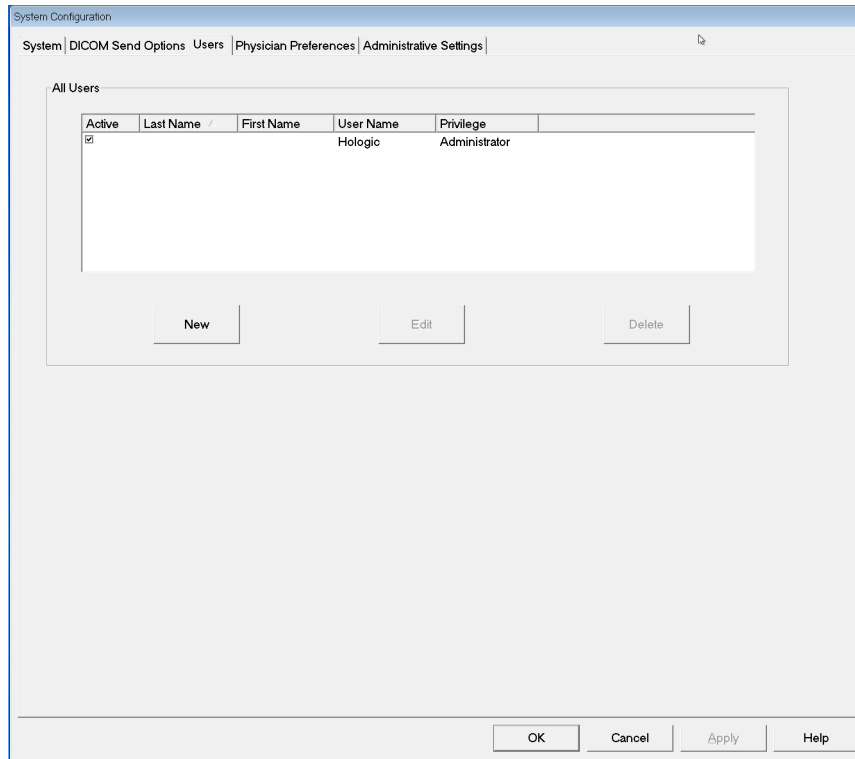 System Configuration
System DICOM Send Options Users Physician Preferences Administrative Settings
All Users
Active Last Name First Name User Name Privilege
Hologic Administrator
New Edit Delete
OK Cancel Apply Help